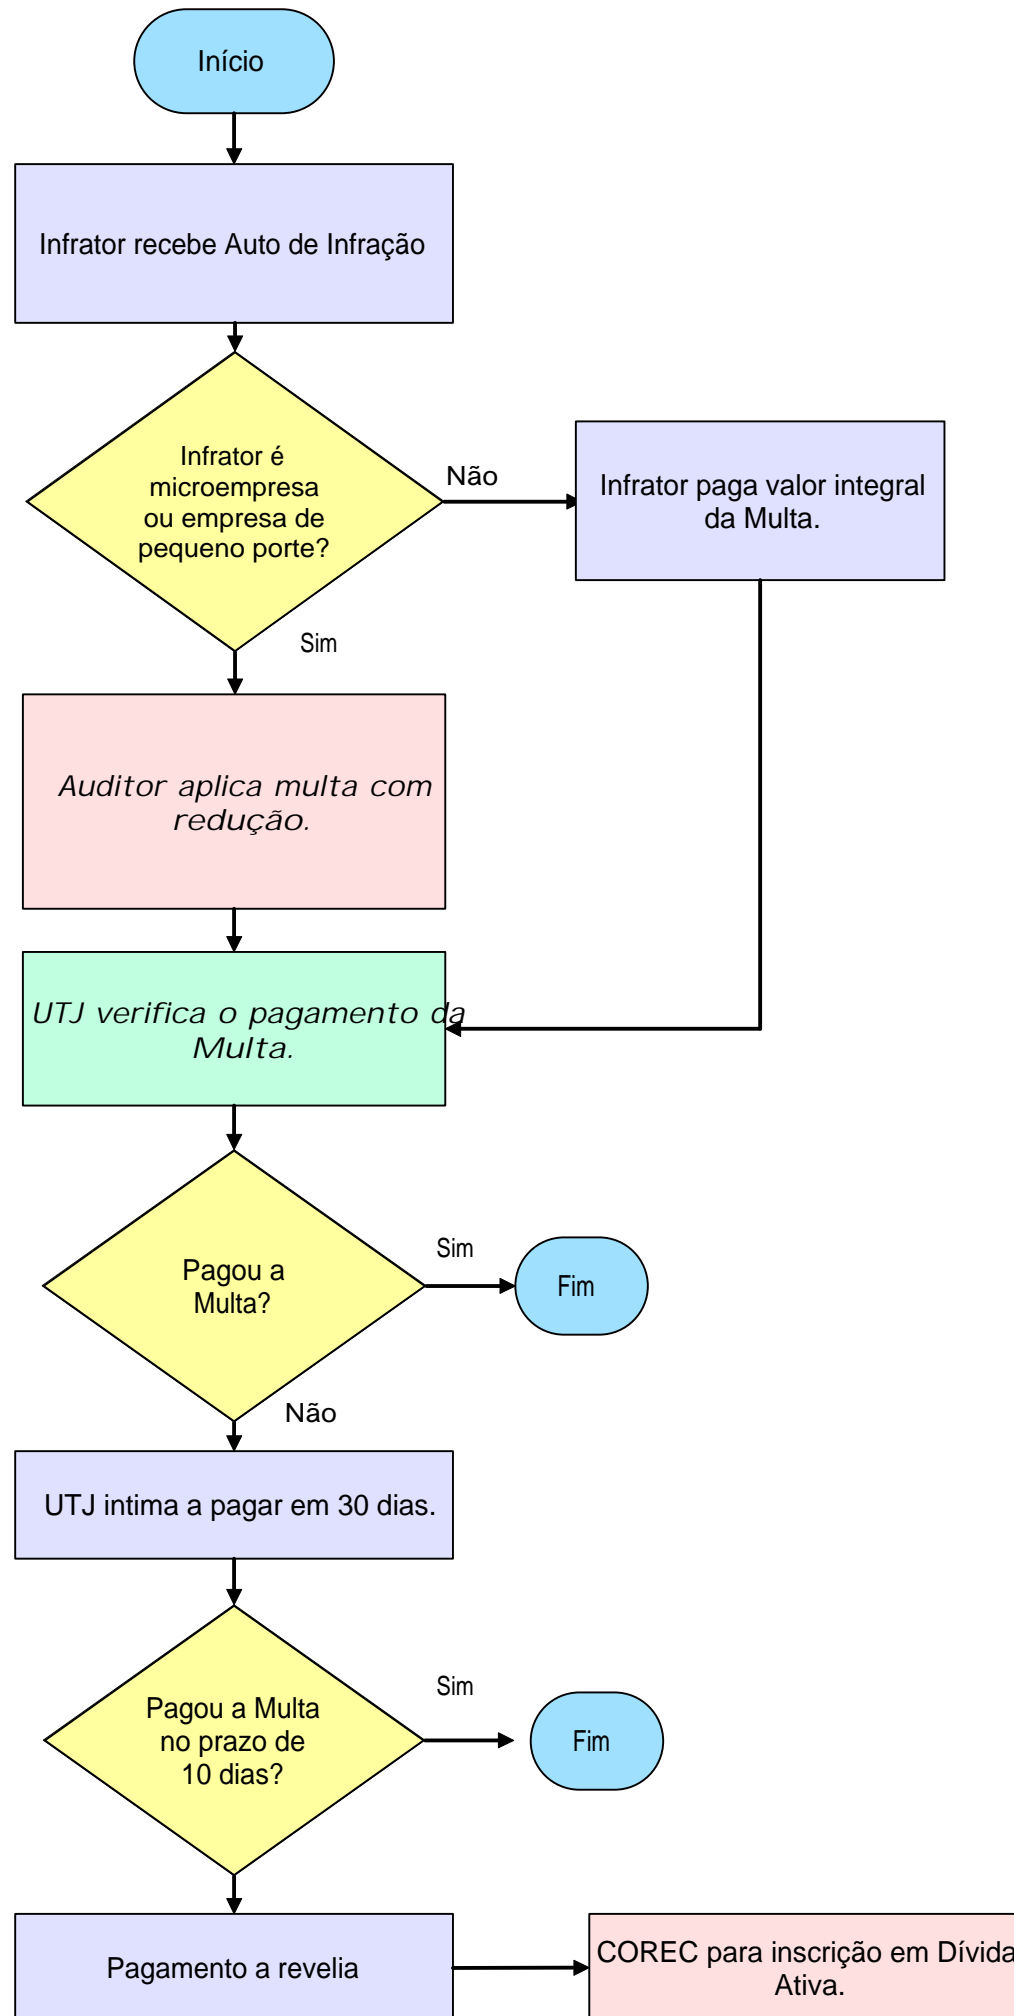 Início
Infrator recebe Auto de Infração
Infrator é
microempresa
ou empresa de
pequeno porte?
Não
Infrator paga valor integral
da Multa.
Sim
Auditor aplica multa com
redução.
UTJ verifica o pagamento da
Multa.
Pagou a
Multa?
Sim
Fim
Não
UTJ intima a pagar em 30 dias.
Pagou a Multa
no prazo de
10 dias?
Sim
Fim
Pagamento a revelia
COREC para inscrição em Dívida
Ativa.